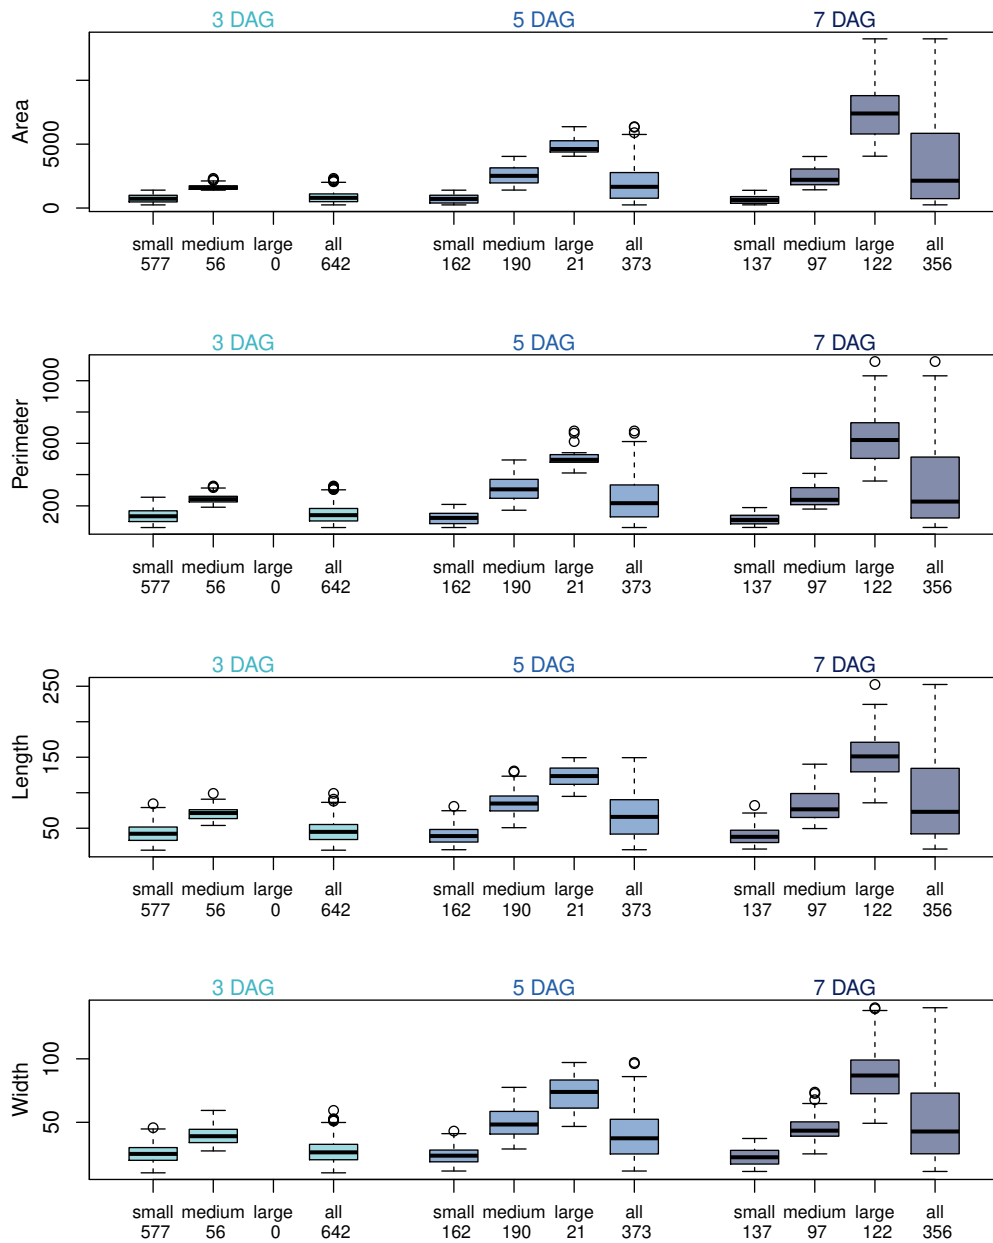 3 DAG 5 DAG 7 DAG
Area
5000
0
small medium large all small medium large all small medium large all
577 56 0 642 162 190 21 373 137 97 122 356
3 DAG 5 DAG 7 DAG
Perimeter
1000
600
200
small medium large all small medium large all small medium large all
577 56 0 642 162 190 21 373 137 97 122 356
3 DAG 5 DAG 7 DAG
Length
250
150
50
small medium large all small medium large all small medium large all
577 56 0 642 162 190 21 373 137 97 122 356
3 DAG 5 DAG 7 DAG
Width
100
50
small medium large all small medium large all small medium large all
577 56 0 642 162 190 21 373 137 97 122 356